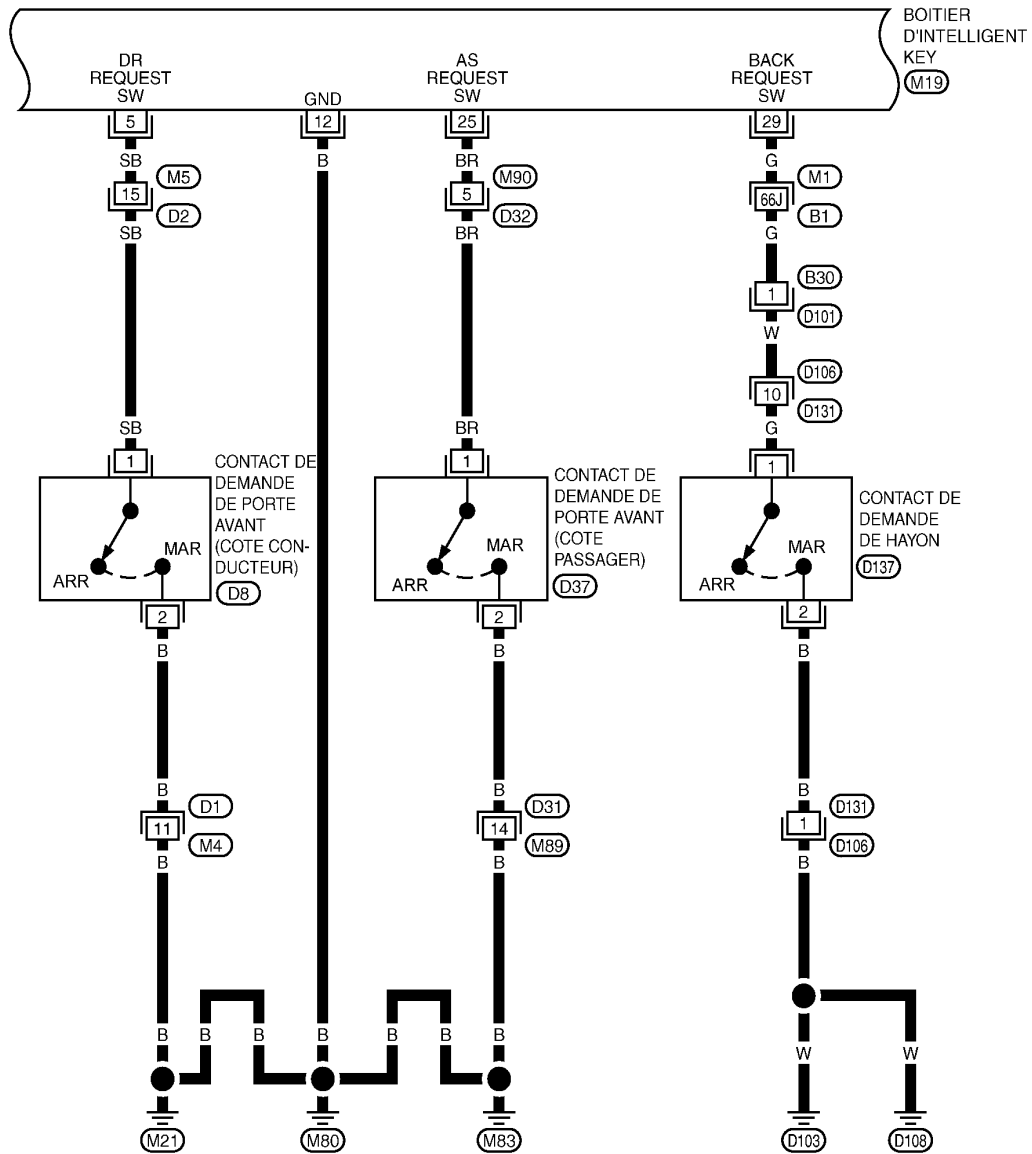 BOITIER
D'INTELLIGENT
KEY
M19
DR
REQUEST
SW
GND
AS
REQUEST
SW
BACK
REQUEST
SW
5
12
25
29
SB
B
BR
G
15
M5
D2
5
M90
D32
66J
M1
B1
SB
BR
G
1
B30
D101
W
10
D106
D131
SB
BR
G
1
1
1
CONTACT DE
DEMANDE
DE PORTE
AVANT
(COTE CON-
DUCTEUR)
D8
ARR
MAR
CONTACT DE
DEMANDE DE
PORTE AVANT
(COTE
PASSAGER)
D37
ARR
MAR
CONTACT DE
DEMANDE
DE HAYON
D137
ARR
MAR
2
2
2
B
B
B
B
B
B
11
D1
M4
14
D31
M89
1
D131
D106
B
B
B
B
B
B
B
B
B
B
W
W
M21
M80
M83
D103
D108